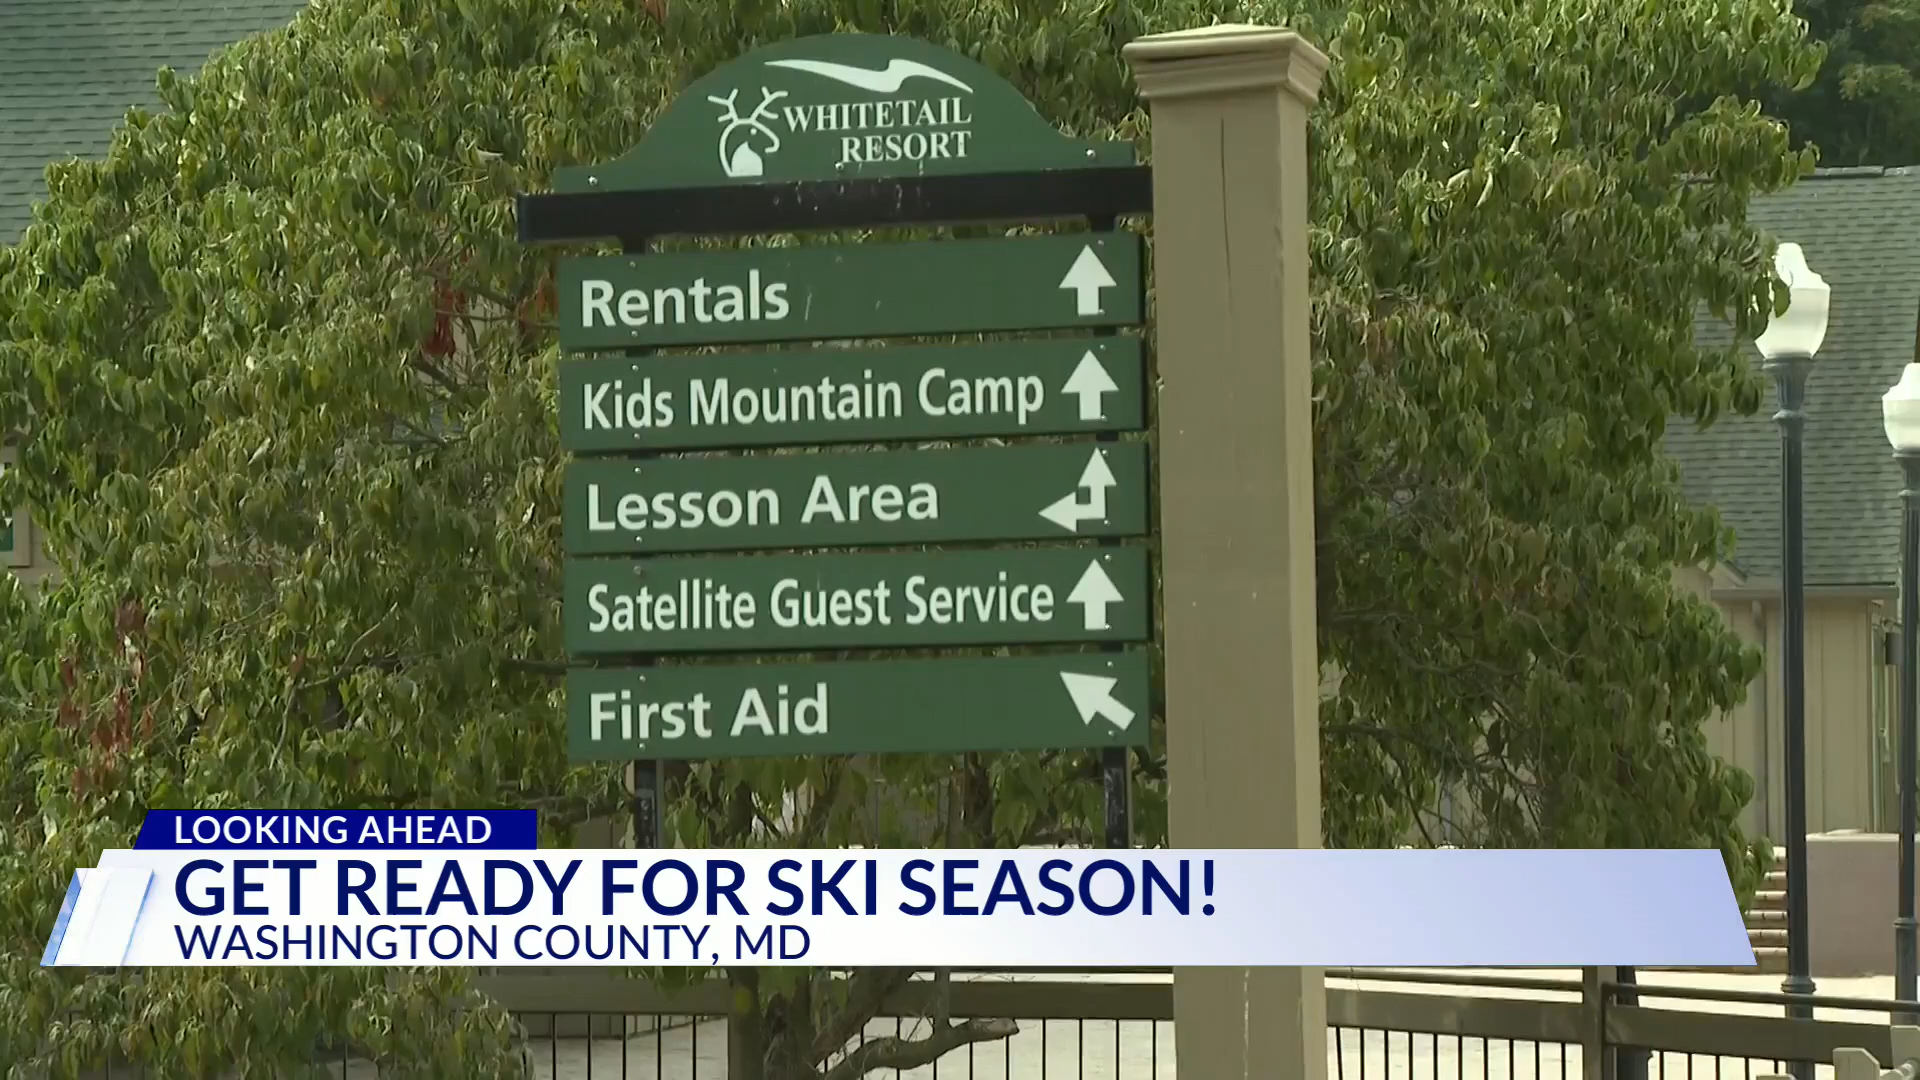 WHITETAIL
RESORT
Rentals
Kids Mountain Camp
Lesson Area
Satellite Guest Service
First Aid
LOOKING AHEAD
GET READY FOR SKI SEASON!
WASHINGTON COUNTY, MD